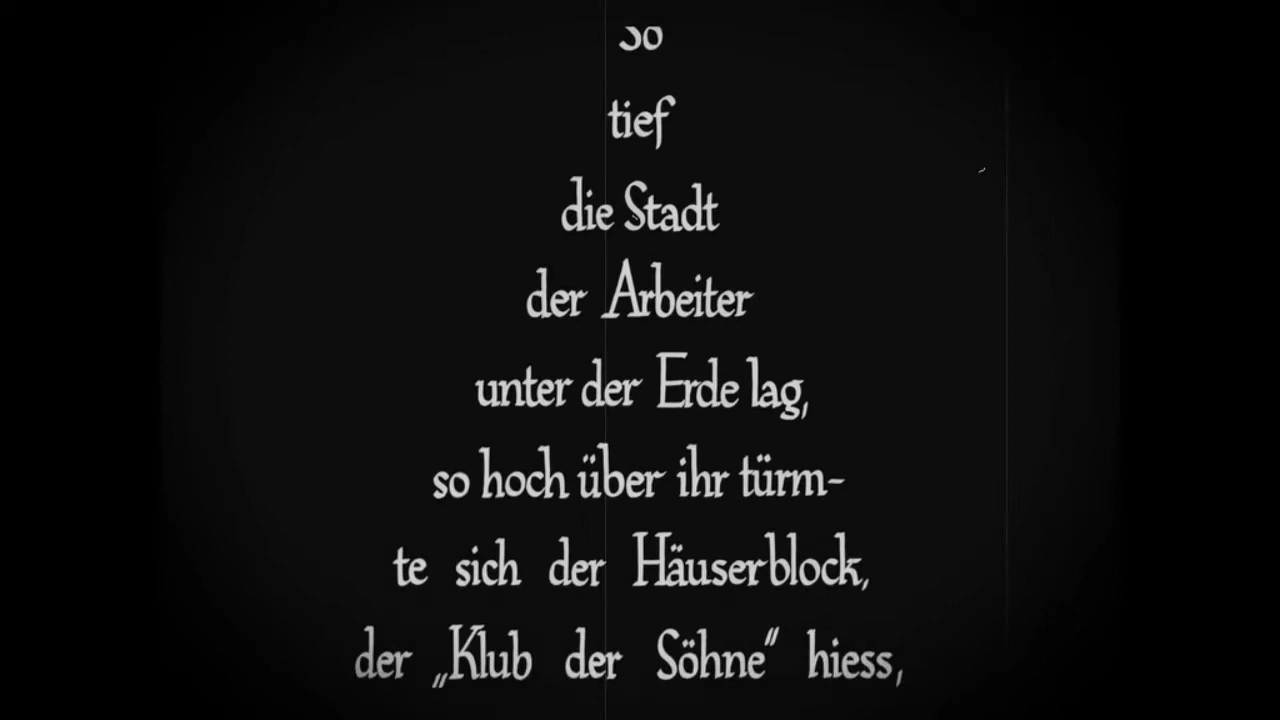 So
tief
die Stadt
der Arbeiter
unter der Erde lag,
so hoch über ihr türm-
te sich der Häuserblock,
der „Klub der Söhne" hiess,